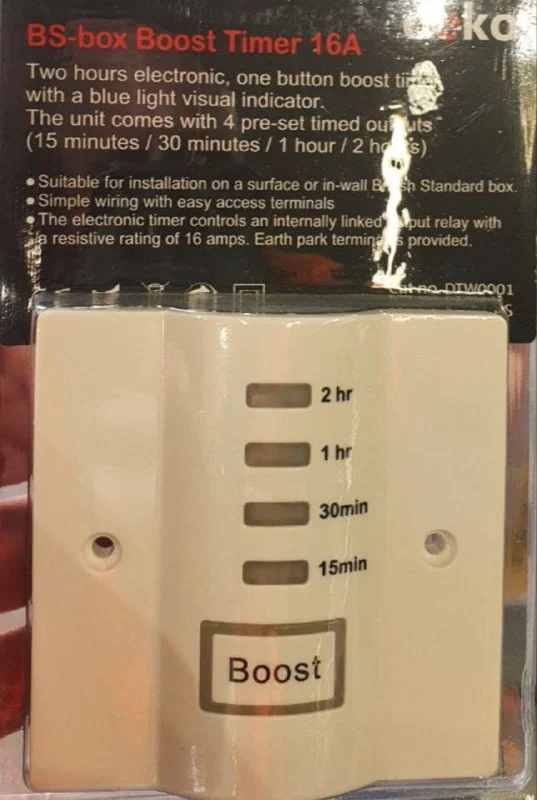 BS-box Boost Timer 16A
Two hours electronic, one button boost
with a blue light visual indicator.
The unit comes with 4 pre-set timed
(15 minutes / 30 minutes / 1 hour / 2
• Suitable for installation on a surface or in-wall Standard box.
• Simple wiring with easy access terminals
• The electronic timer controls an internally linked relay with
a resistive rating of 16 amps. Earth park provided.
DTW0001
2 hr
1 hr
30min
15min
Boost